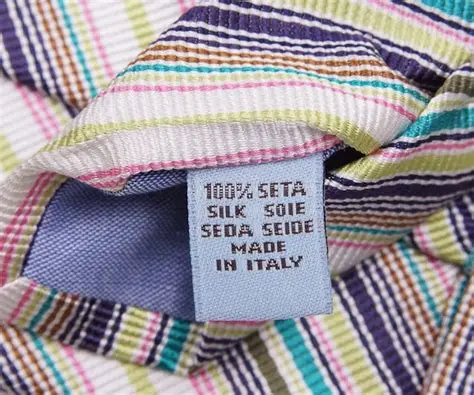 100% SETA
SILK SOIE
SEDA SEIDE
MADE
IN ITALY